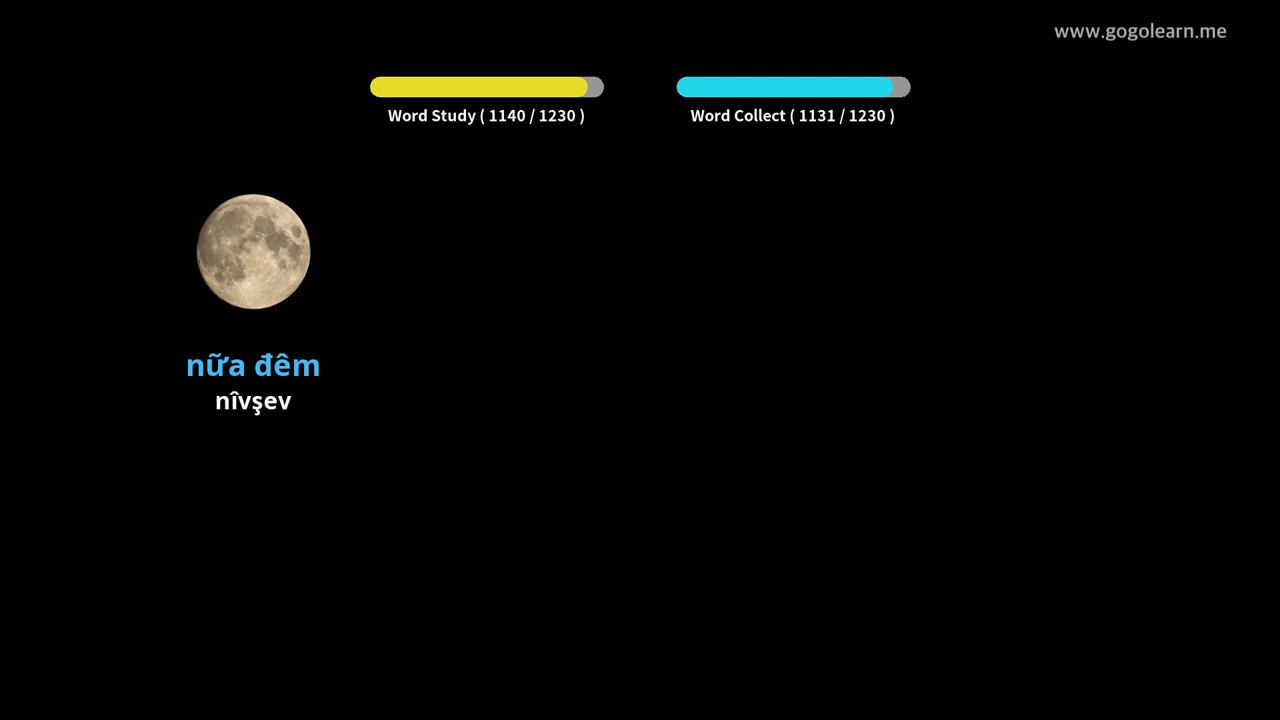 www.gogolearn.me
Word Study ( 1140 / 1230 )
Word Collect ( 1131 / 1230 )
nữa đêm
nîvşev